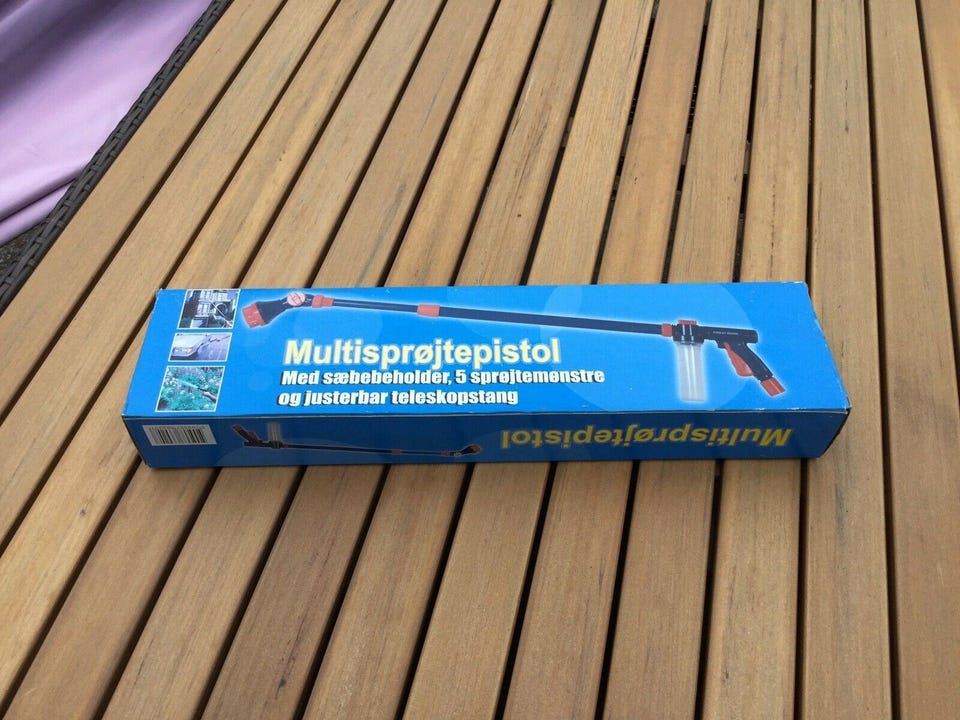 Multisprøjtepistol
Med sæbebeholder, 5 sprøjtemønstre
og justerbar teleskopstang
Multisprøjtepistol